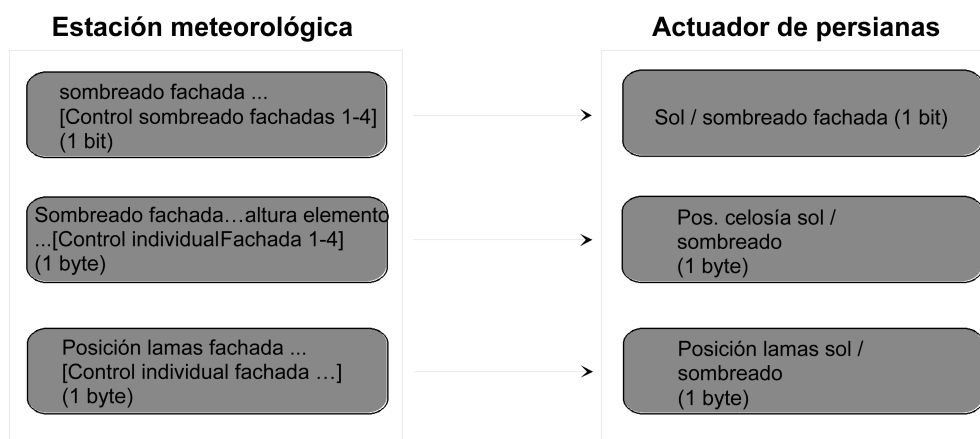 Estación meteorológica
Actuador de persianas
sombreado fachada ...
[Control sombreado fachadas 1-4]
(1 bit)
Sol / sombreado fachada (1 bit)
Sombreado fachada…altura elemento
...[Control individualFachada 1-4]
(1 byte)
Pos. celosía sol /
sombreado
(1 byte)
Posición lamas fachada ...
[Control individual fachada …]
(1 byte)
Posición lamas sol /
sombreado
(1 byte)